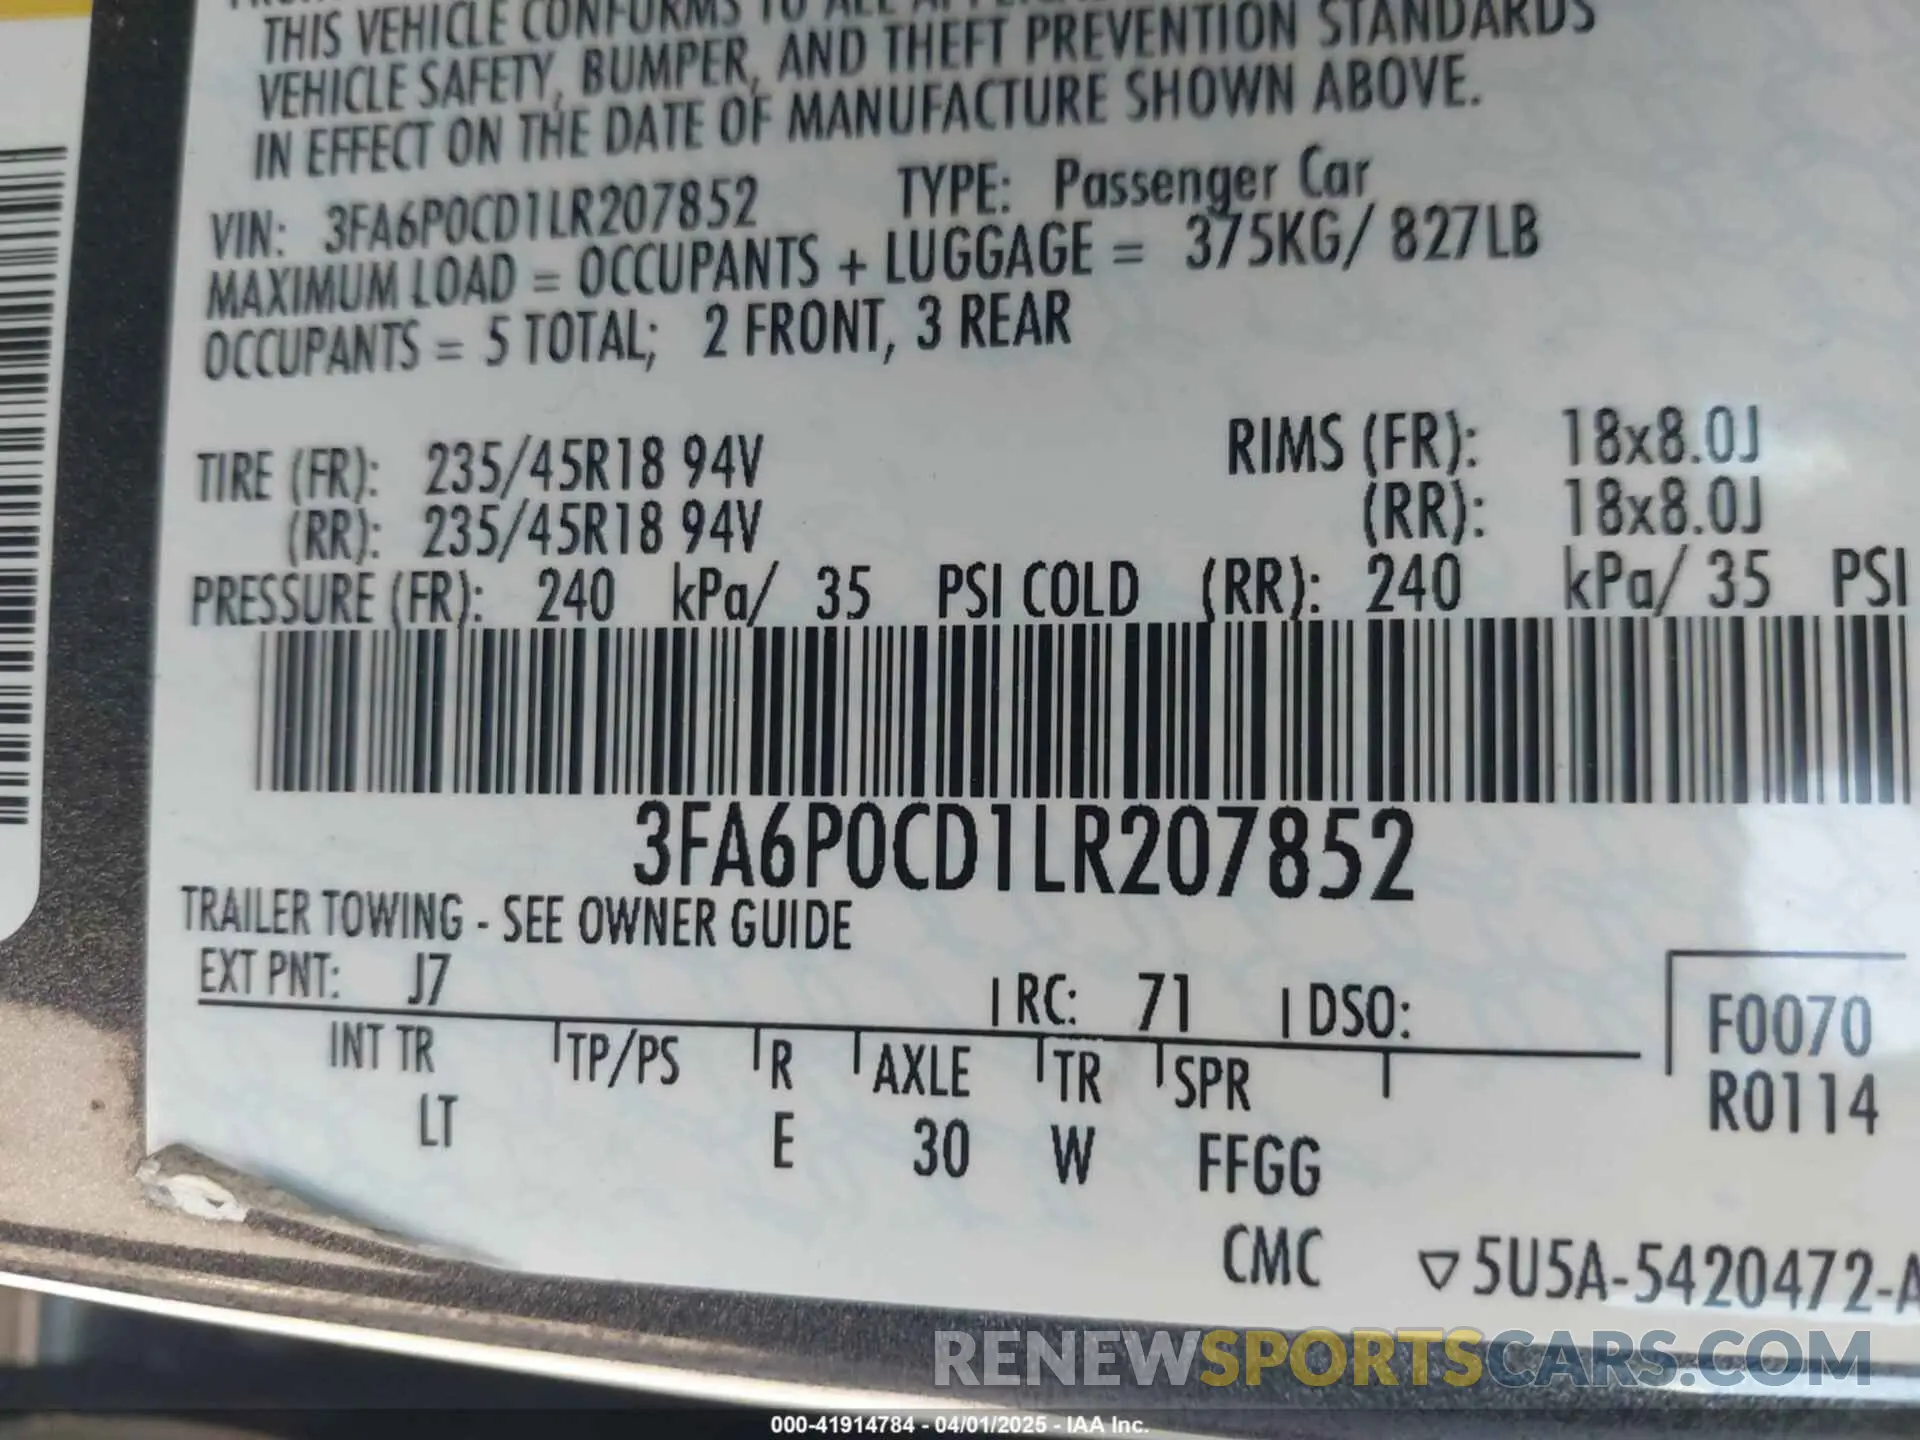 THIS VEHICLE CONFORMS TO ALL
VEHICLE SAFETY, BUMPER, AND THEFT PREVENTION STANDARDS
IN EFFECT ON THE DATE OF MANUFACTURE SHOWN ABOVE.
VIN: 3FA6P0CD1LR207852 TYPE: Passenger Car
MAXIMUM LOAD = OCCUPANTS + LUGGAGE = 375KG/ 827LB
OCCUPANTS = 5 TOTAL; 2 FRONT, 3 REAR
TIRE (FR): 235/45R18 94V RIMS (FR): 18x8.0J
(RR): 235/45R18 94V (RR): 18x8.0J
PRESSURE (FR): 240 kPa/ 35 PSI COLD (RR): 240 kPa/ 35 PSI
3FA6P0CD1LR207852
TRAILER TOWING - SEE OWNER GUIDE
EXT PNT: J7 RC: 71 DSO:
INT TR TP/PS R AXLE TR SPR
LT E 30 W FFGG
F0070
R0114
CMC ▽5U5A-5420472-A
RENEWSPORTSCARS.COM
000-41914784 - 04/01/2025 - IAA Inc.